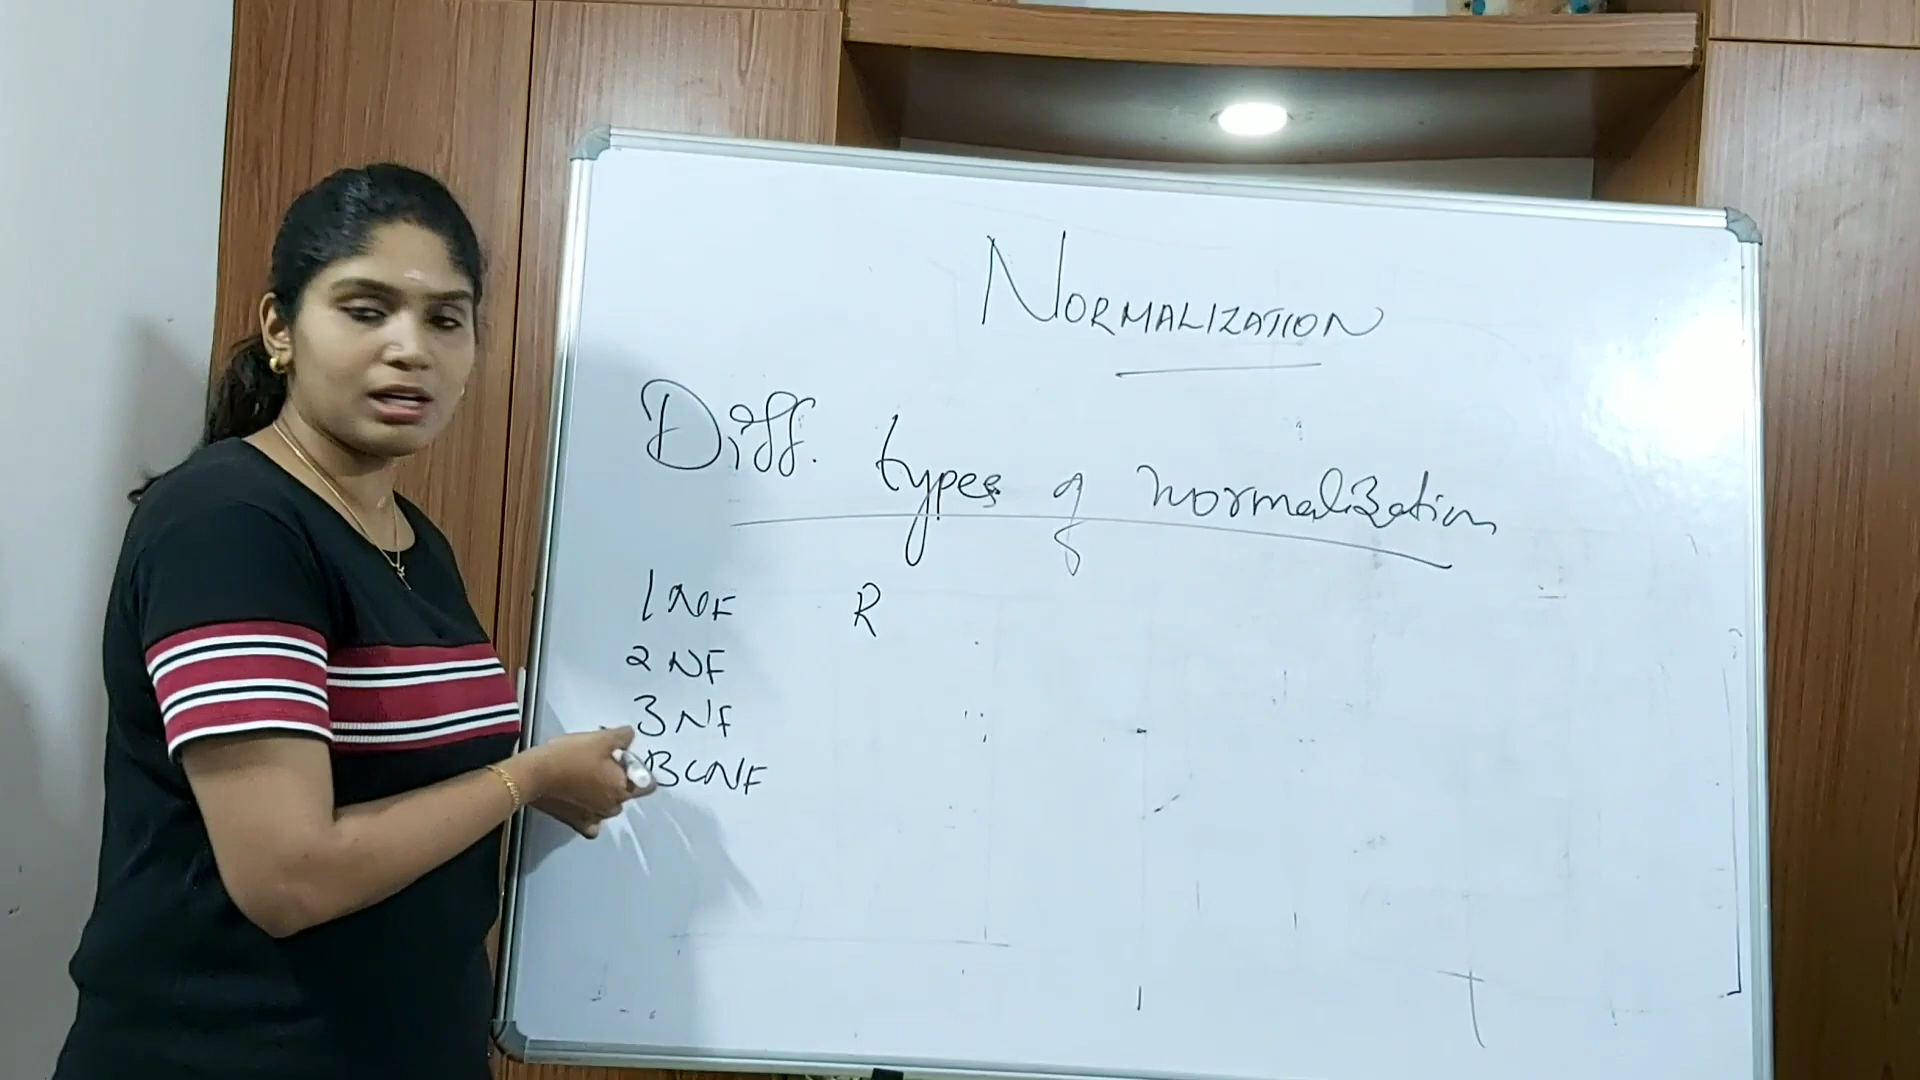 NORMALIZATION
Diff. types of normalization
1NF R
2NF
3NF
BCNF